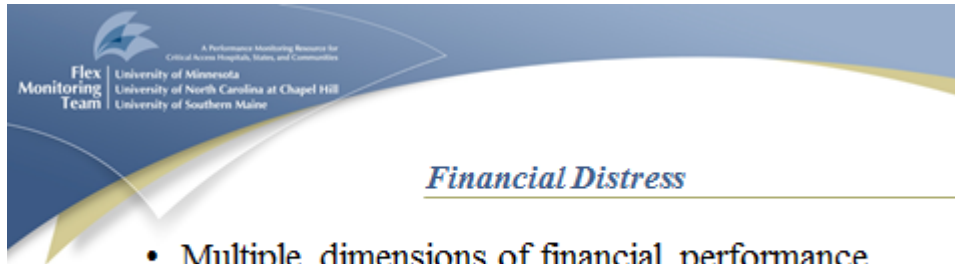 A Performance Monitoring Resource for
Critical Access Hospitals, States, and Communities
Flex
Monitoring
Team
University of Minnesota
University of North Carolina at Chapel Hill
University of Southern Maine
Financial Distress
• Multiple dimensions of financial performance